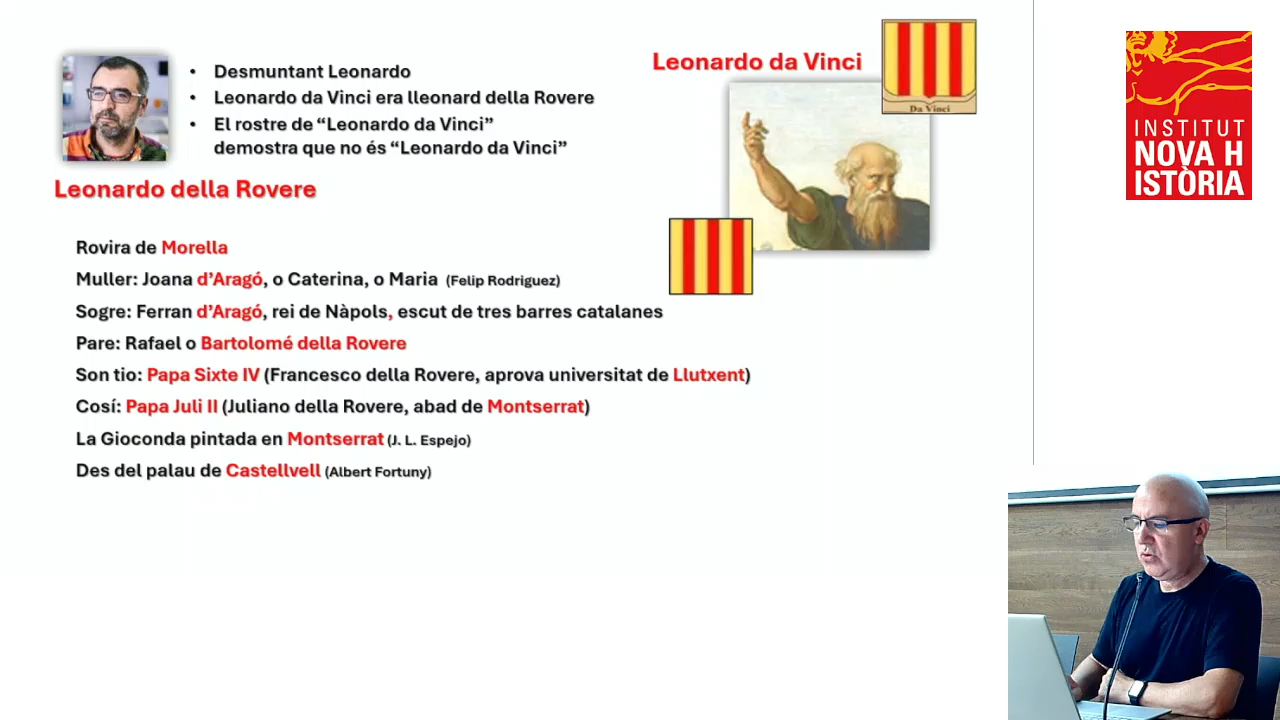 Desmuntant Leonardo
Leonardo da Vinci era lleonard della Rovere
El rostre de “Leonardo da Vinci”
demostra que no és “Leonardo da Vinci”
Leonardo della Rovere
Leonardo da Vinci
Da Vinci
Rovira de Morella
Muller: Joana d’Aragó, o Caterina, o Maria (Felip Rodriguez)
Sogre: Ferran d’Aragó, rei de Nàpols, escut de tres barres catalanes
Pare: Rafael o Bartolomé della Rovere
Son tio: Papa Sixte IV (Francesco della Rovere, aprova universitat de Llutxent)
Cosí: Papa Juli II (Juliano della Rovere, abad de Montserrat)
La Gioconda pintada en Montserrat (J. L. Espejo)
Des del palau de Castellvell (Albert Fortuny)
INSTITUT
NOVA H
ISTÒRIA